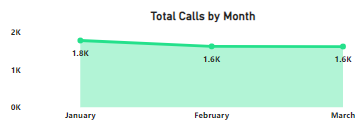 Total Calls by Month
2K
1.8K
1.6K
1.6K
1K
0K
January February March